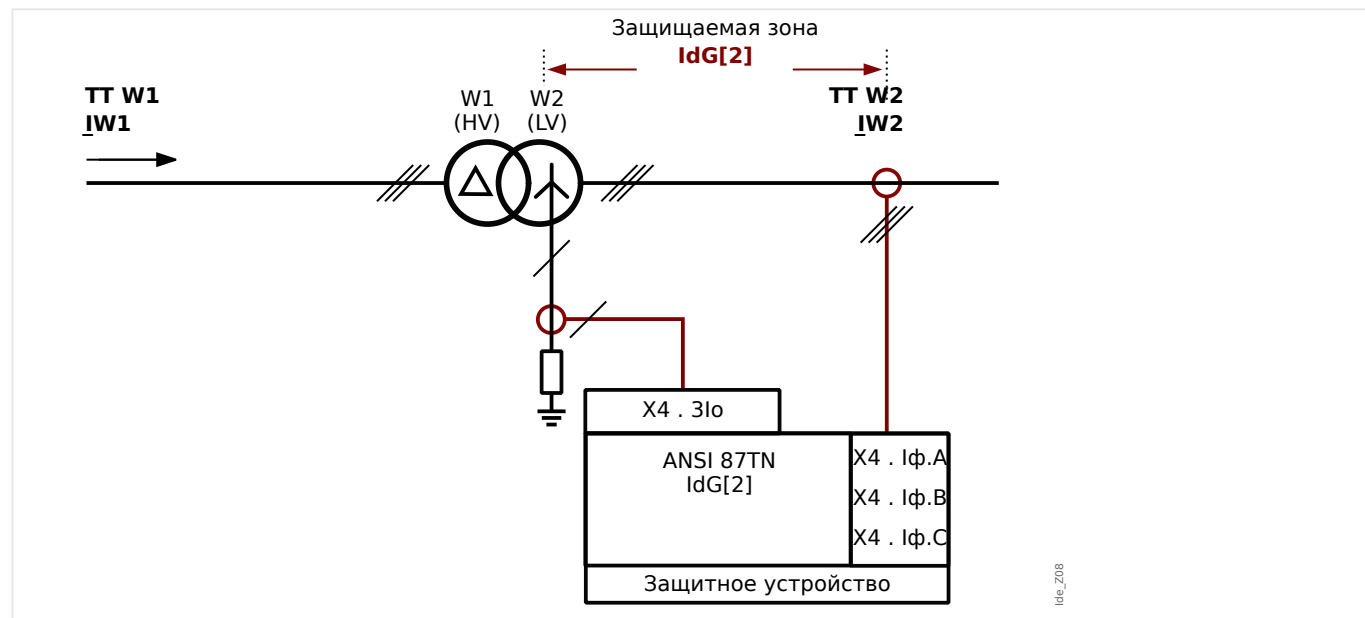 Защищаемая зона
IdG[2]
TT W1
IW1
W1
(HV)
W2
(LV)
TT W2
IW2
X4 . 3Io
ANSI 87TN
IdG[2]
X4 . Iф.A
X4 . Iф.B
X4 . Iф.C
Защитное устройство
Ide_Z08